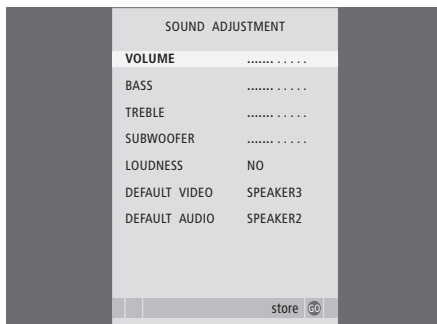 SOUND ADJUSTMENT
VOLUME ............
BASS ............
TREBLE ............
SUBWOOFER ............
LOUDNESS NO
DEFAULT VIDEO SPEAKER3
DEFAULT AUDIO SPEAKER2
store GO